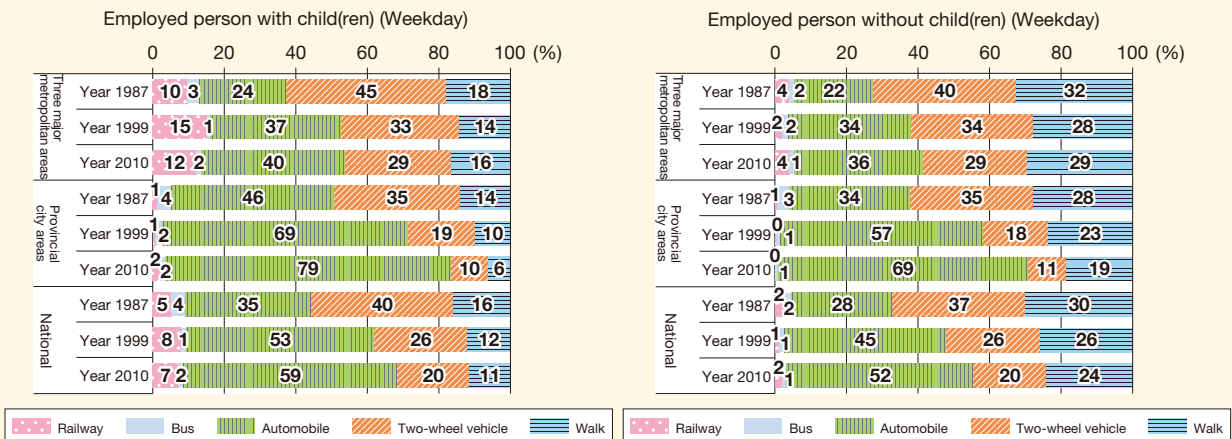 Employed person with child(ren) (Weekday)
0 20 40 60 80 100 (%)
Three major metropolitan areas
Year 1987 10 3 24 45 18
Year 1999 15 1 37 33 14
Year 2010 12 2 40 29 16
Provincial city areas
Year 1987 1 4 46 35 14
Year 1999 1 2 69 19 10
Year 2010 2 2 79 10 6
National
Year 1987 5 4 35 40 16
Year 1999 8 1 53 26 12
Year 2010 7 2 59 20 11
Railway Bus Automobile Two-wheel vehicle Walk
Employed person without child(ren) (Weekday)
0 20 40 60 80 100 (%)
Three major metropolitan areas
Year 1987 4 2 22 40 32
Year 1999 2 2 34 34 28
Year 2010 4 1 36 29 29
Provincial city areas
Year 1987 1 3 34 35 28
Year 1999 0 1 57 18 23
Year 2010 0 1 69 11 19
National
Year 1987 2 2 28 37 30
Year 1999 1 1 45 26 26
Year 2010 2 1 52 20 24
Railway Bus Automobile Two-wheel vehicle Walk